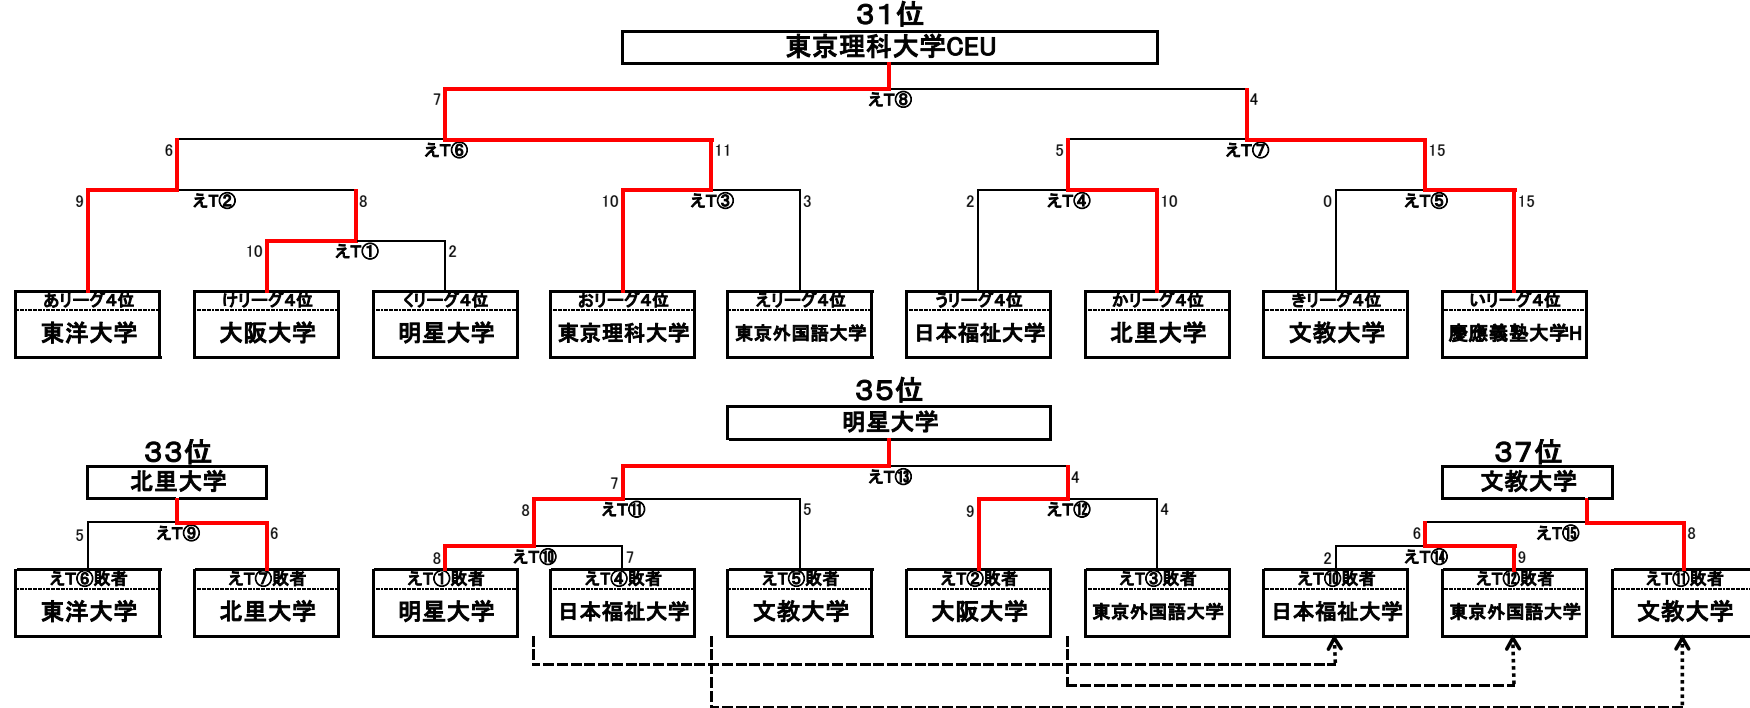 31位
東京理科大学CEU
7 えT⑧ 4
6 えT⑥ 11 5 えT⑦ 15
9 えT② 8 10 えT③ 3 2 えT④ 10 0 えT⑤ 15
10 えT① 2
あリーグ4位 けリーグ4位 くリーグ4位 おリーグ4位 えリーグ4位 うリーグ4位 かリーグ4位 きリーグ4位 いリーグ4位
東洋大学 大阪大学 明星大学 東京理科大学 東京外国語大学 日本福祉大学 北里大学 文教大学 慶應義塾大学H
35位
明星大学
33位 37位
北里大学 文教大学
7 えT⑬ 4
8 えT⑪ 5 9 えT⑫ 4
5 えT⑨ 6 6 えT⑮ 8
8 えT⑩ 7 2 えT⑭ 9
えT⑥敗者 えT⑦敗者 えT①敗者 えT④敗者 えT⑤敗者 えT②敗者 えT③敗者 えT⑩敗者 えT⑫敗者 えT⑪敗者
東洋大学 北里大学 明星大学 日本福祉大学 文教大学 大阪大学 東京外国語大学 日本福祉大学 東京外国語大学 文教大学